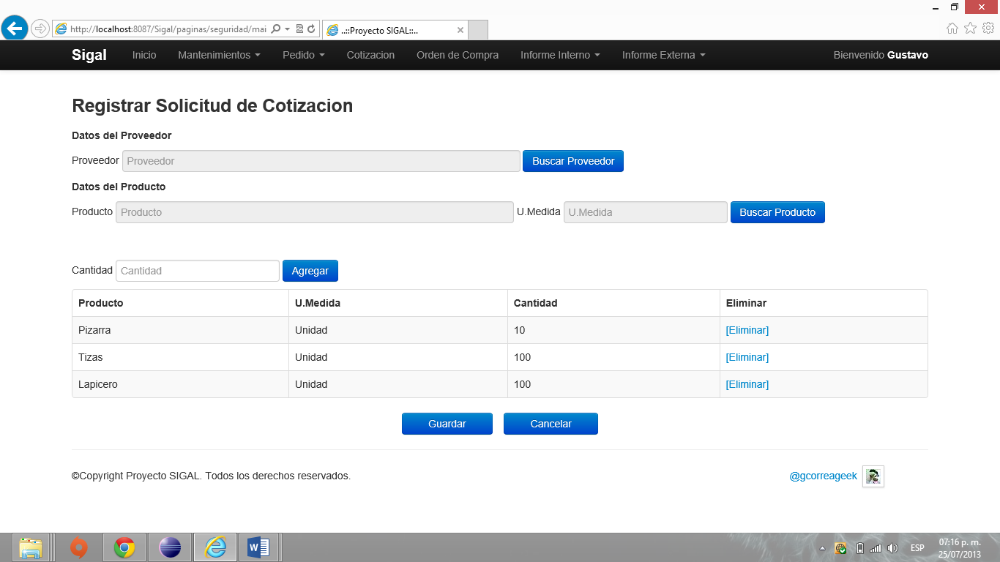 http://localhost:8087/Sigal/paginas/seguridad/mai
..::Proyecto SIGAL::..
Sigal Inicio Mantenimientos Pedido Cotizacion Orden de Compra Informe Interno Informe Externa Bienvenido Gustavo
Registrar Solicitud de Cotizacion
Datos del Proveedor
Proveedor Proveedor Buscar Proveedor
Datos del Producto
Producto Producto U.Medida U.Medida Buscar Producto
Cantidad Cantidad Agregar
Producto U.Medida Cantidad Eliminar
Pizarra Unidad 10 [Eliminar]
Tizas Unidad 100 [Eliminar]
Lapicero Unidad 100 [Eliminar]
Guardar Cancelar
©Copyright Proyecto SIGAL. Todos los derechos reservados. @gcorreageek
ESP 07:16 p. m.
25/07/2013